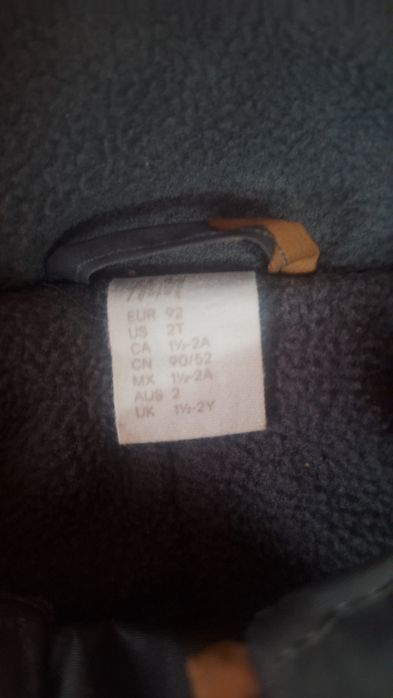 EUR 92
US 2T
CA 1½-2A
CN 90/52
MX 1½-2A
AUS 2
UK 1½-2Y